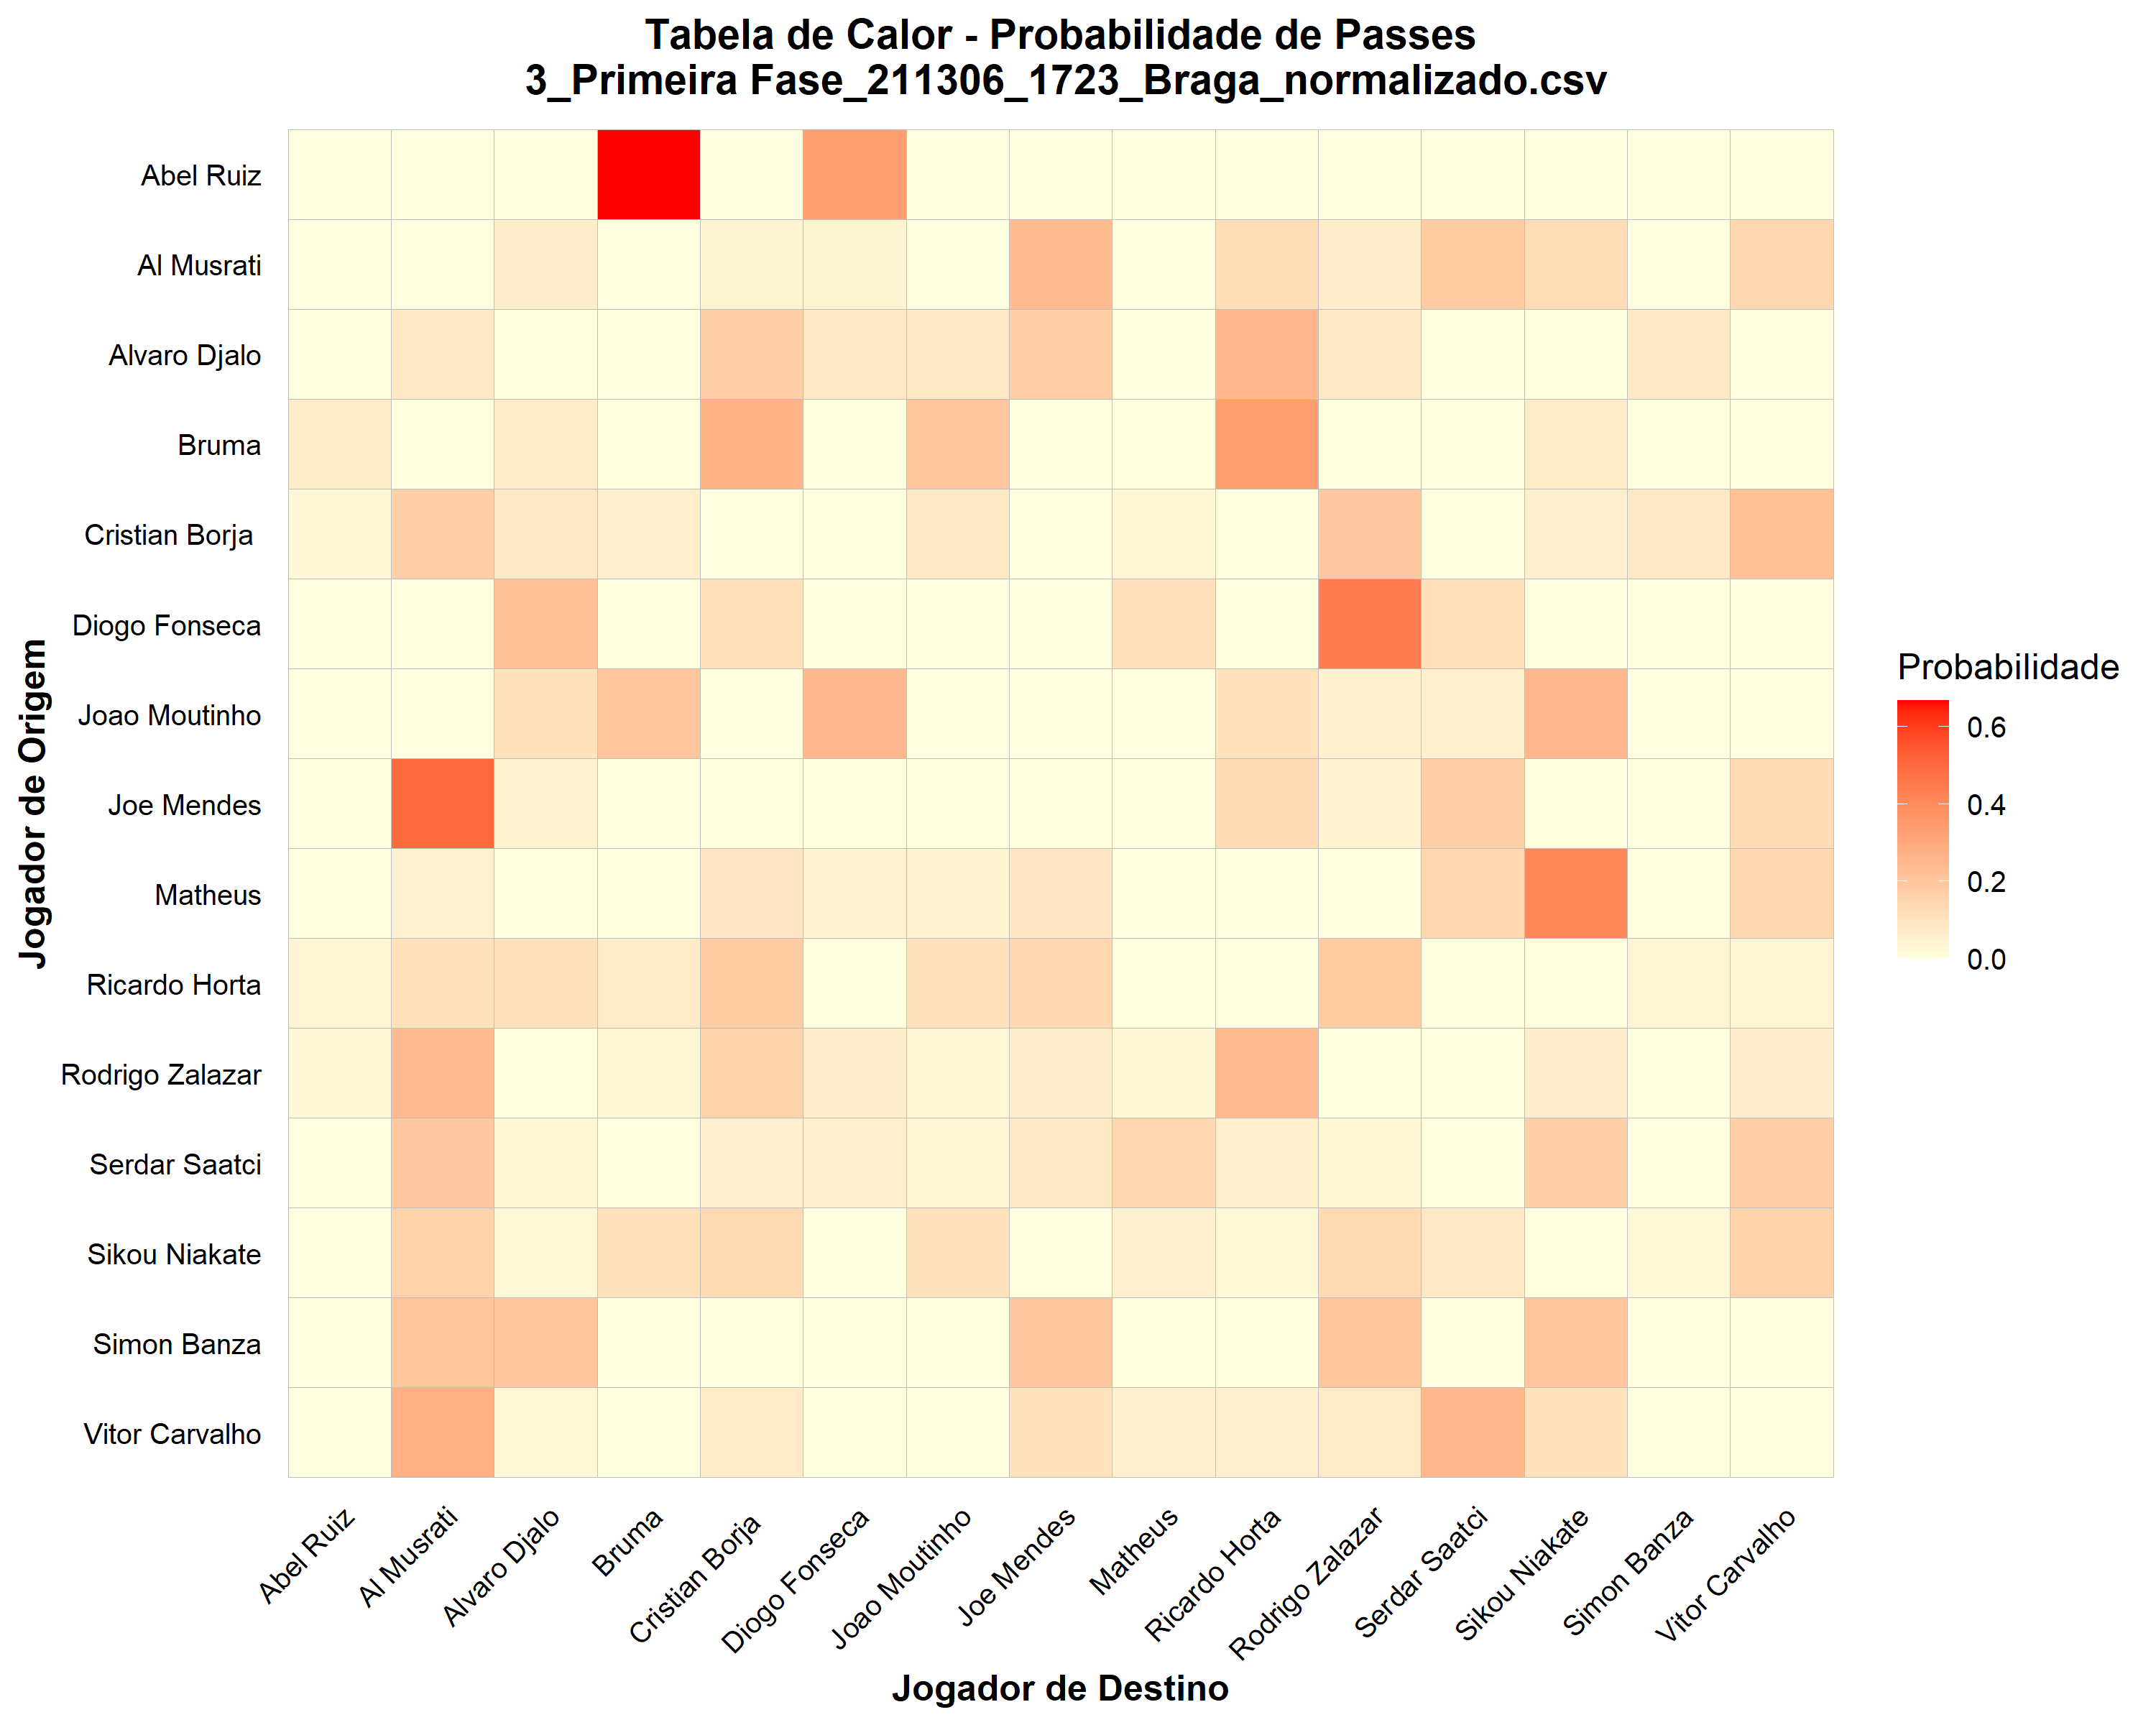 Tabela de Calor - Probabilidade de Passes
3_Primeira Fase_211306_1723_Braga_normalizado.csv
Jogador de Origem
Abel Ruiz
Al Musrati
Alvaro Djalo
Bruma
Cristian Borja
Diogo Fonseca
Joao Moutinho
Joe Mendes
Matheus
Ricardo Horta
Rodrigo Zalazar
Serdar Saatci
Sikou Niakate
Simon Banza
Vitor Carvalho
Abel Ruiz
Al Musrati
Alvaro Djalo
Bruma
Cristian Borja
Diogo Fonseca
Joao Moutinho
Joe Mendes
Matheus
Ricardo Horta
Rodrigo Zalazar
Serdar Saatci
Sikou Niakate
Simon Banza
Vitor Carvalho
Jogador de Destino
Probabilidade
0.6
0.4
0.2
0.0